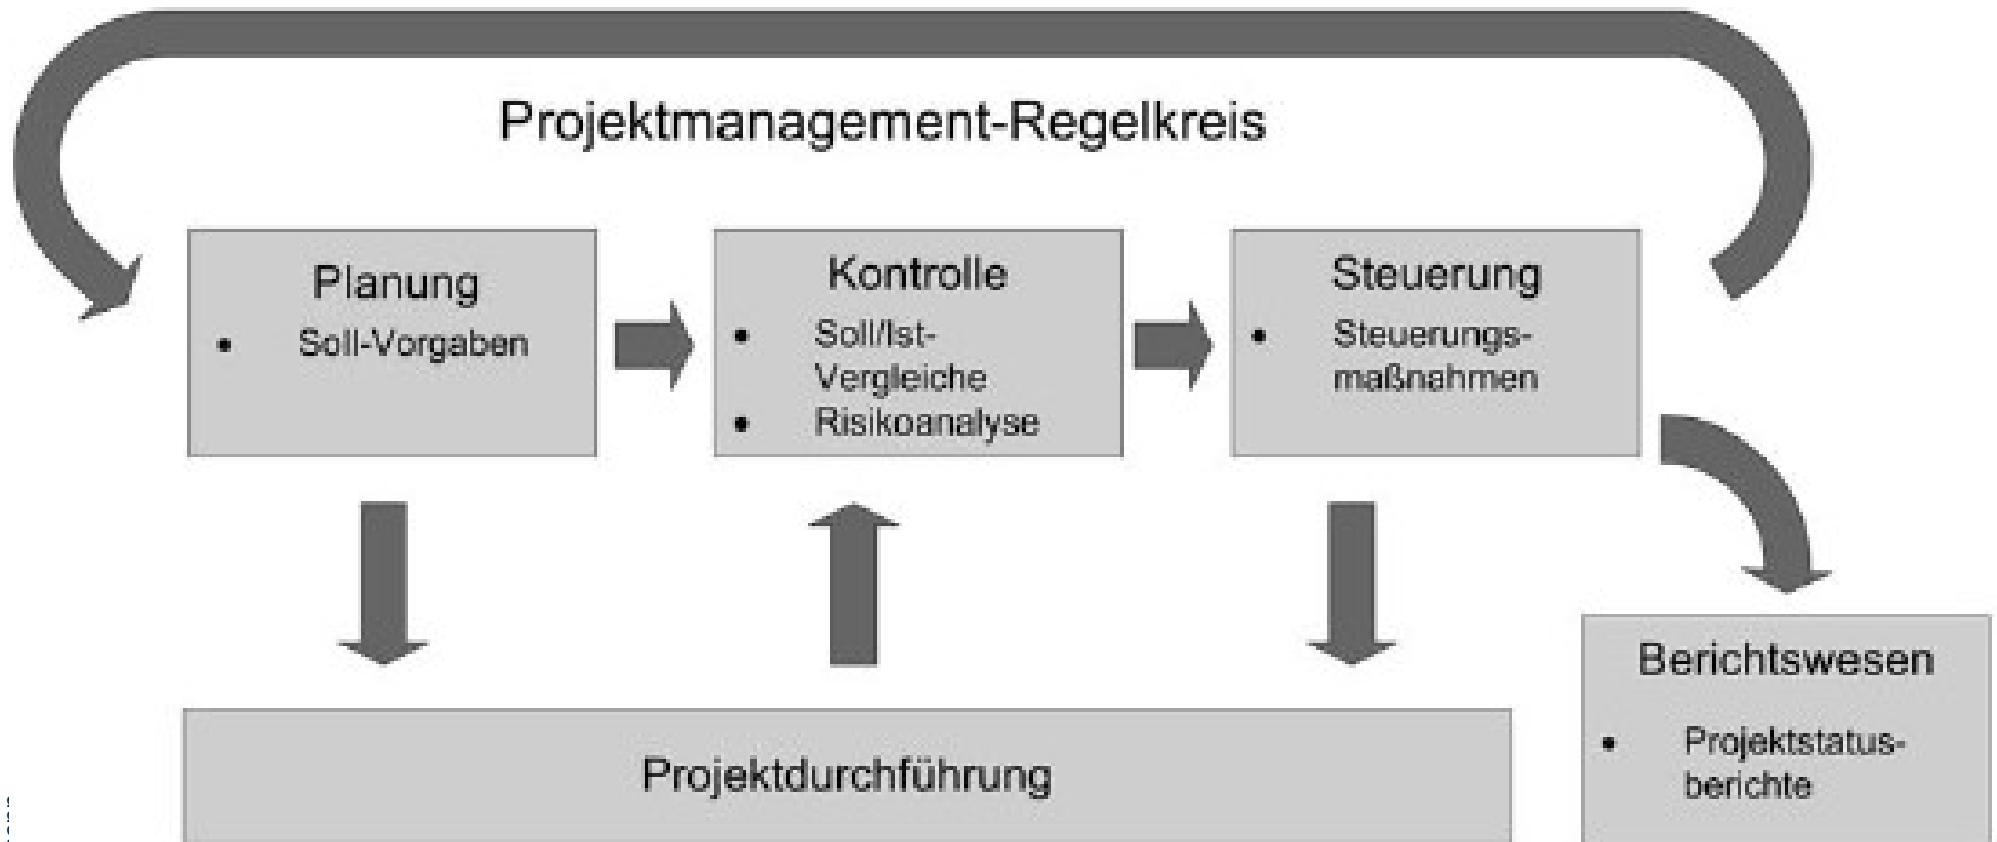 Projektmanagement-Regelkreis
Planung
• Soll-Vorgaben
Kontrolle
• Soll/Ist-
Vergleiche
• Risikoanalyse
Steuerung
• Steuerungs-
maßnahmen
Berichtswesen
• Projektstatus-
berichte
Projektdurchführung